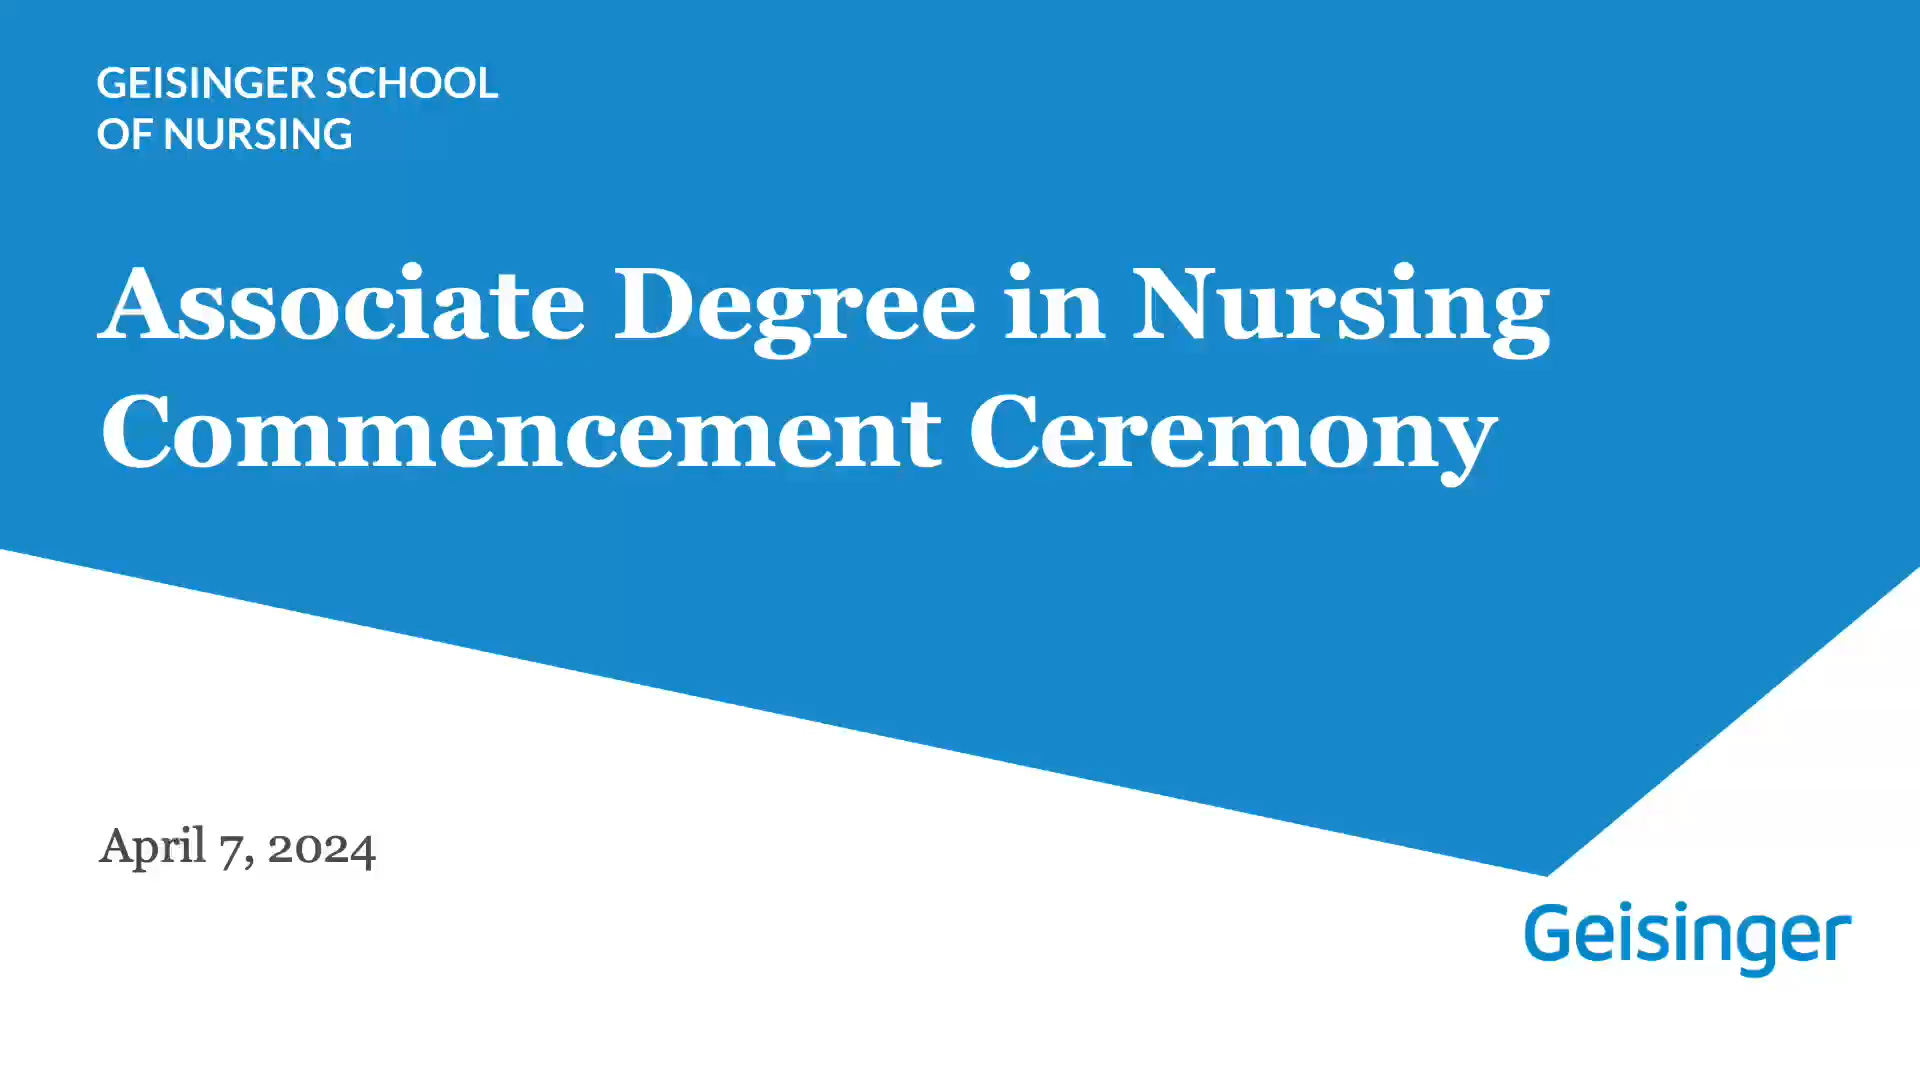 GEISINGER SCHOOL
OF NURSING
Associate Degree in Nursing
Commencement Ceremony
April 7, 2024
Geisinger